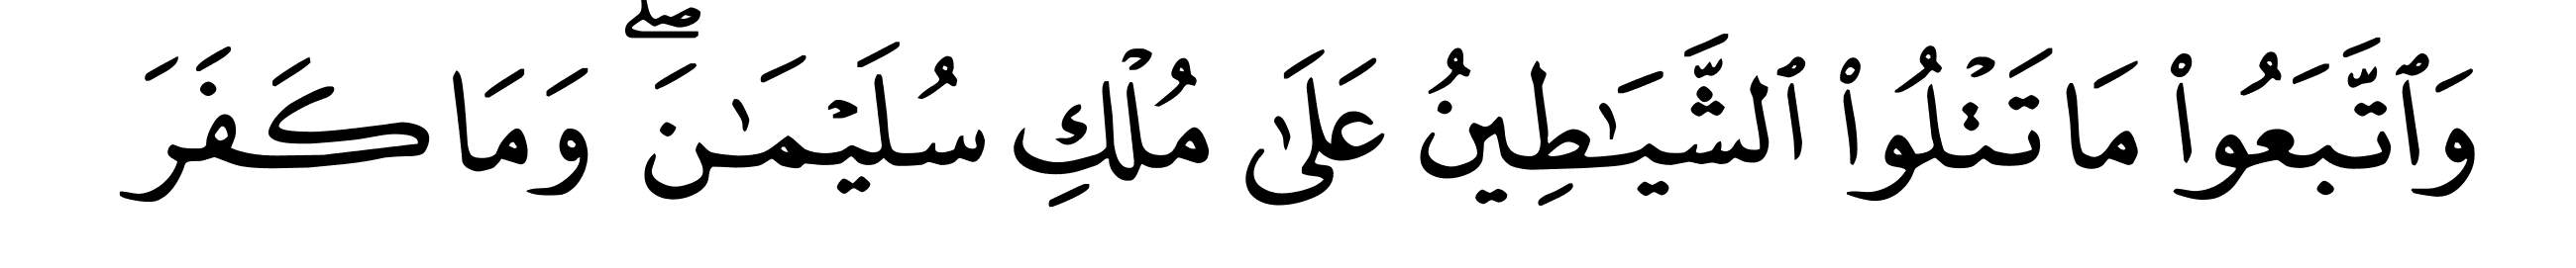 وَٱتَّبَعُوا۟ مَا تَتْلُوا۟ ٱلشَّيَـٰطِينُ عَلَىٰ مُلْكِ سُلَيْمَـٰنَ ۖ وَمَا كَفَرَ